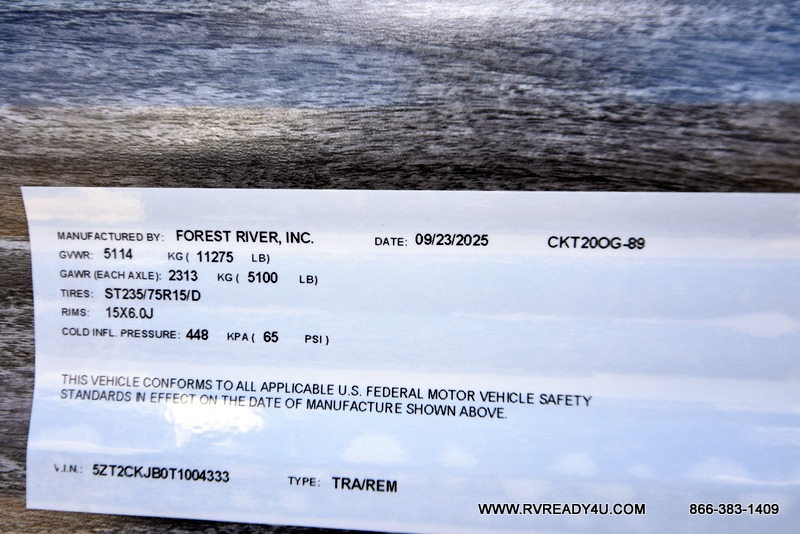 MANUFACTURED BY: FOREST RIVER, INC. DATE: 09/23/2025 CKT20OG-89
GVWR: 5114 KG ( 11275 LB)
GAWR (EACH AXLE): 2313 KG ( 5100 LB)
TIRES: ST235/75R15/D
RIMS: 15X6.0J
COLD INFL. PRESSURE: 448 KPA ( 65 PSI )
THIS VEHICLE CONFORMS TO ALL APPLICABLE U.S. FEDERAL MOTOR VEHICLE SAFETY
STANDARDS IN EFFECT ON THE DATE OF MANUFACTURE SHOWN ABOVE.
V.I.N.: 5ZT2CKJB0T1004333 TYPE: TRA/REM
WWW.RVREADY4U.COM 866-383-1409